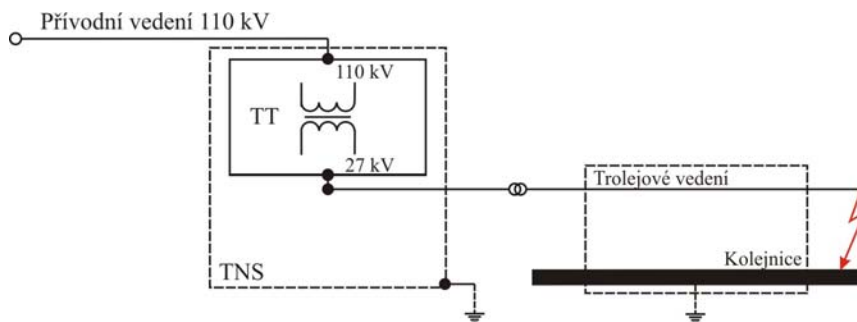 Přívodní vedení 110 kV
110 kV
TT
27 kV
Trolejové vedení
Kolejnice
TNS